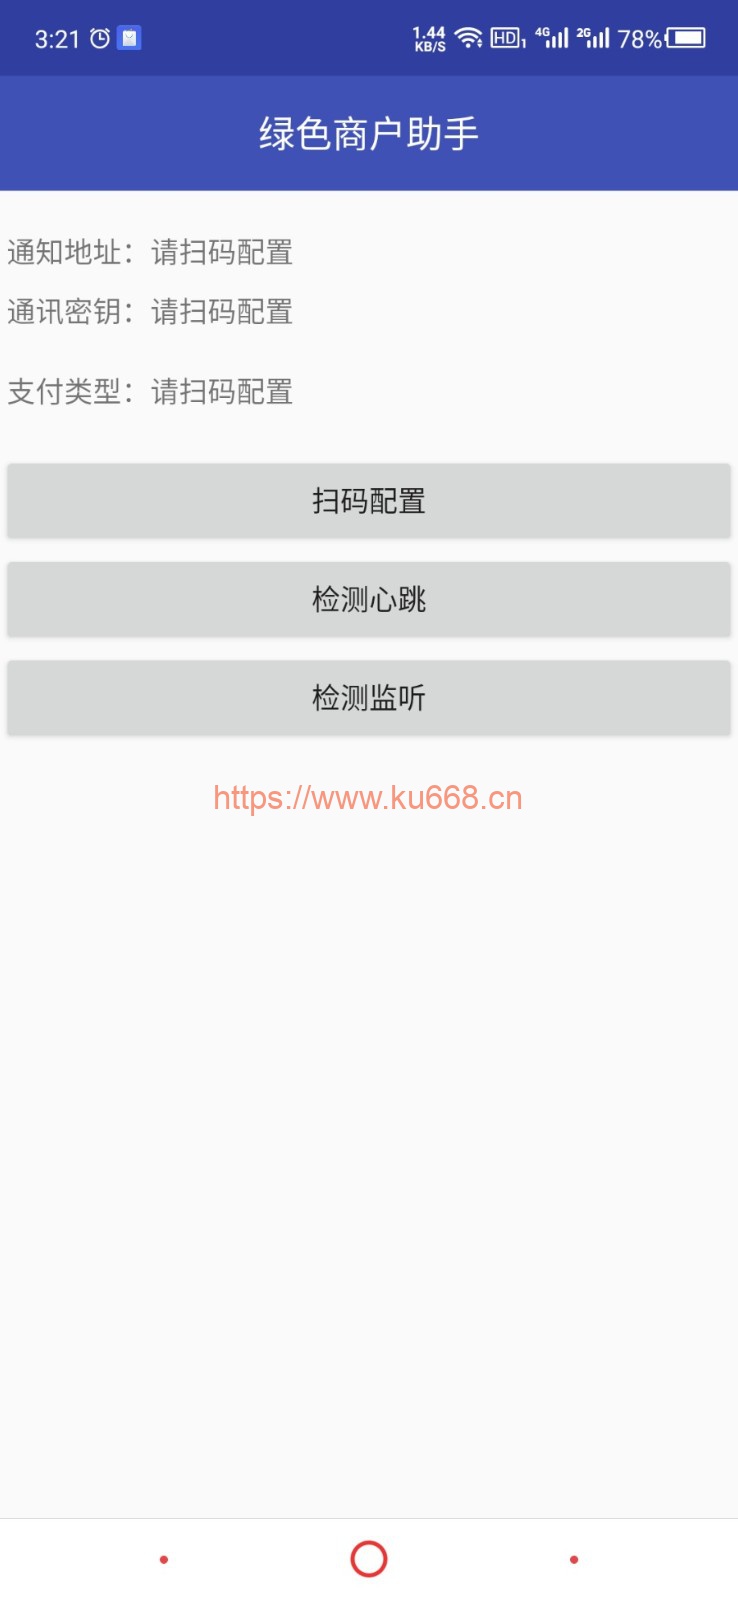 3:21 1.44 KB/S HD 1 4G 2G 78%
绿色商户助手
通知地址：请扫码配置
通讯密钥：请扫码配置
支付类型：请扫码配置
扫码配置
检测心跳
检测监听
https://www.ku668.cn